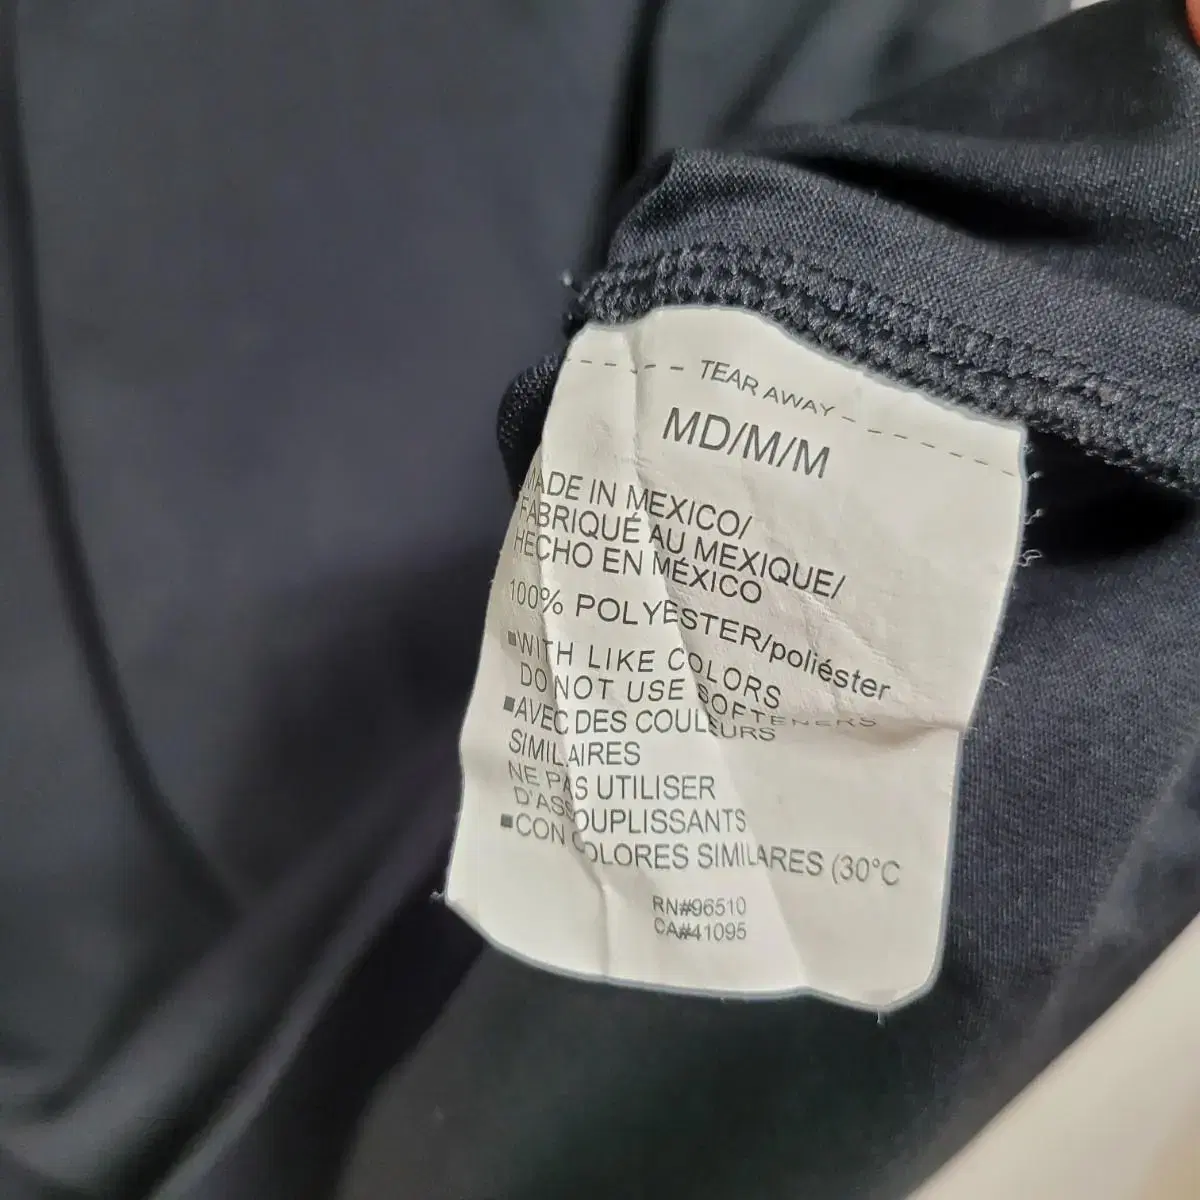 TEAR AWAY
MD/M/M
MADE IN MEXICO/
FABRIQUÉ AU MEXIQUE/
HECHO EN MÉXICO
100% POLYESTER/poliéster
■WITH LIKE COLORS
DO NOT USE SOFTENERS
■AVEC DES COULEURS
SIMILAIRES
NE PAS UTILISER
D'ASSOUPLISSANTS
■CON COLORES SIMILARES (30°C
RN#96510
CA#41095